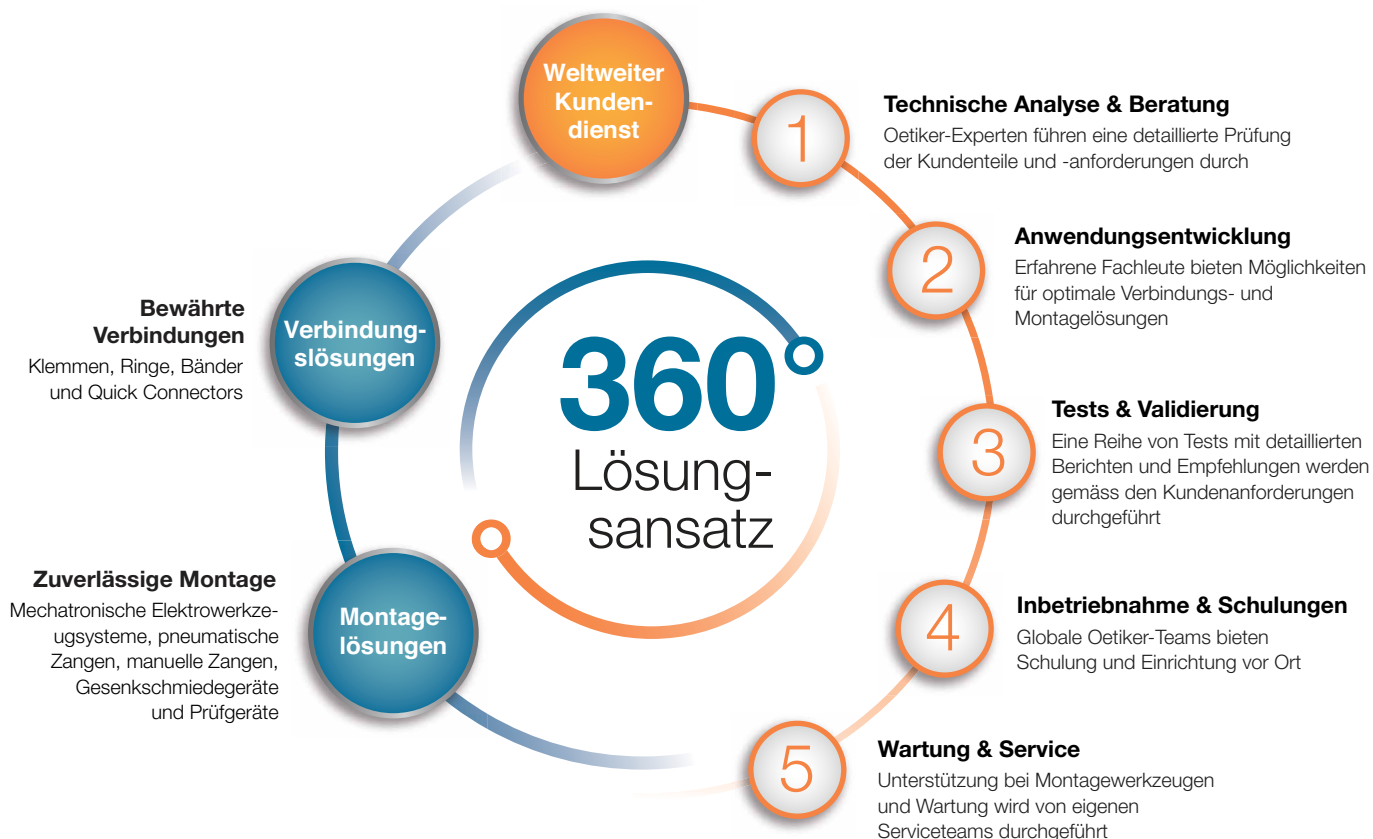 Weltweiter
Kunden-
dienst
1
Technische Analyse & Beratung
Oetiker-Experten führen eine detaillierte Prüfung
der Kundenteile und -anforderungen durch
2
Anwendungsentwicklung
Erfahrene Fachleute bieten Möglichkeiten
für optimale Verbindungs- und
Montagelösungen
3
Tests & Validierung
Eine Reihe von Tests mit detaillierten
Berichten und Empfehlungen werden
gemäss den Kundenanforderungen
durchgeführt
4
Inbetriebnahme & Schulungen
Globale Oetiker-Teams bieten
Schulung und Einrichtung vor Ort
5
Wartung & Service
Unterstützung bei Montagewerkzeugen
und Wartung wird von eigenen
Serviceteams durchgeführt
Bewährte
Verbindungen
Klemmen, Ringe, Bänder
und Quick Connectors
Verbindung-
slösungen
360°
Lösung-
sansatz
Zuverlässige Montage
Mechatronische Elektrowerkze-
ugsysteme, pneumatische
Zangen, manuelle Zangen,
Gesenkschmiedegeräte
und Prüfgeräte
Montage-
lösungen